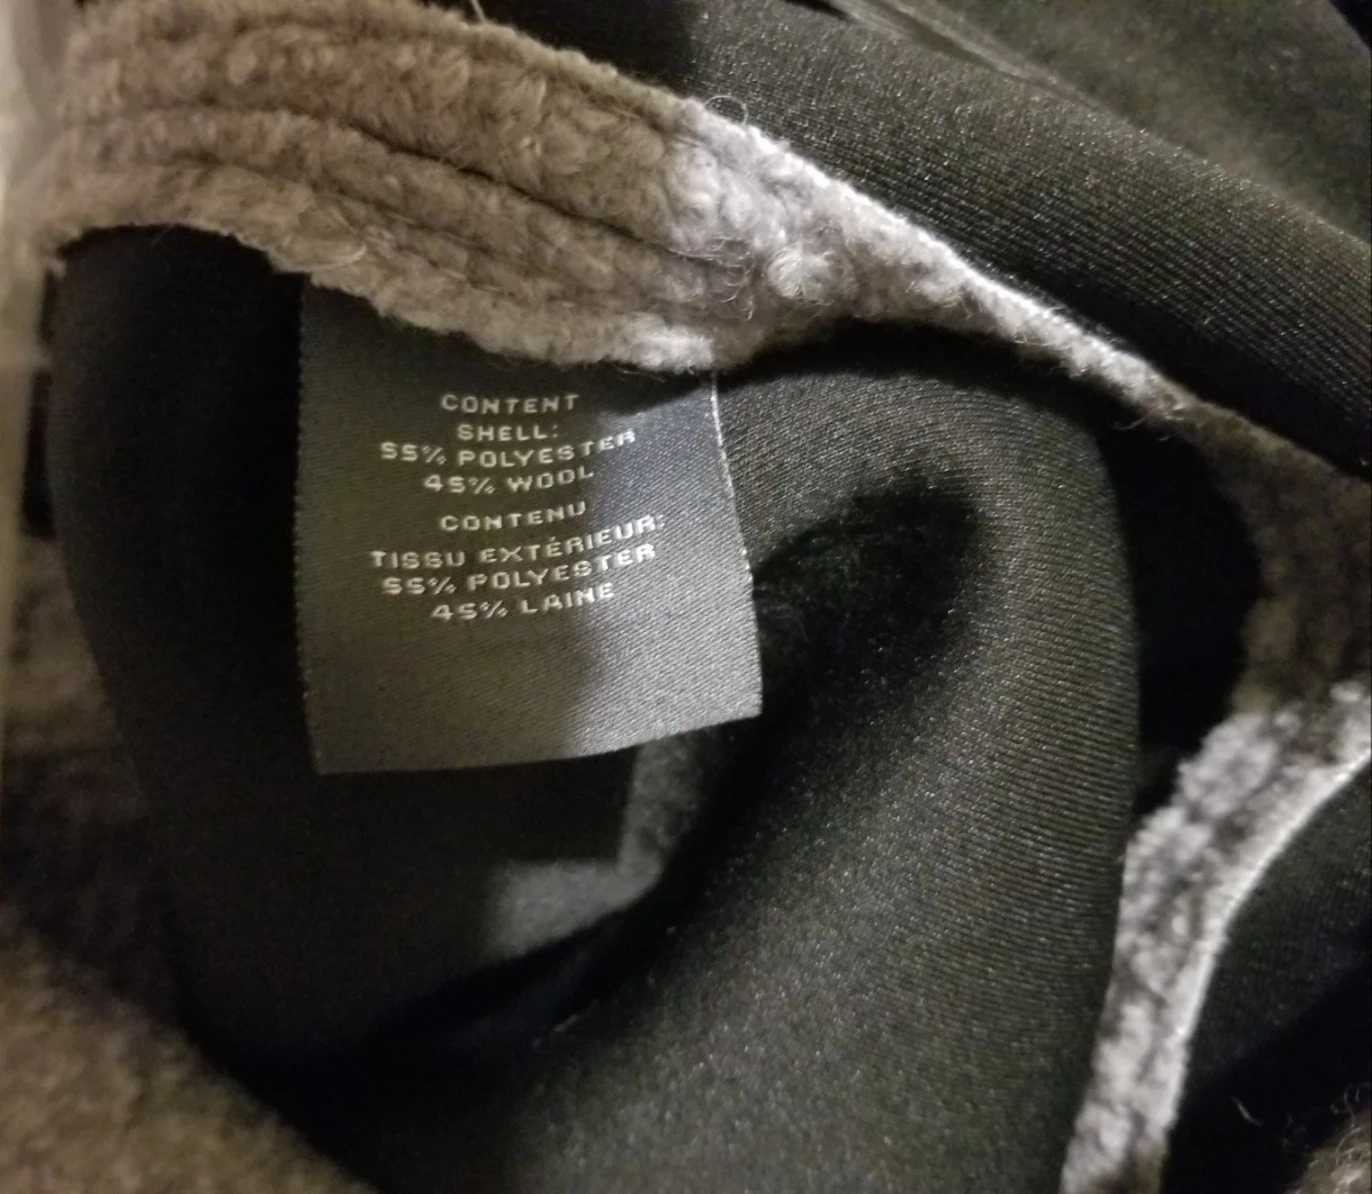 CONTENT
SHELL:
55% POLYESTER
45% WOOL
CONTENU
TISSU EXTÉRIEUR:
55% POLYESTER
45% LAINE